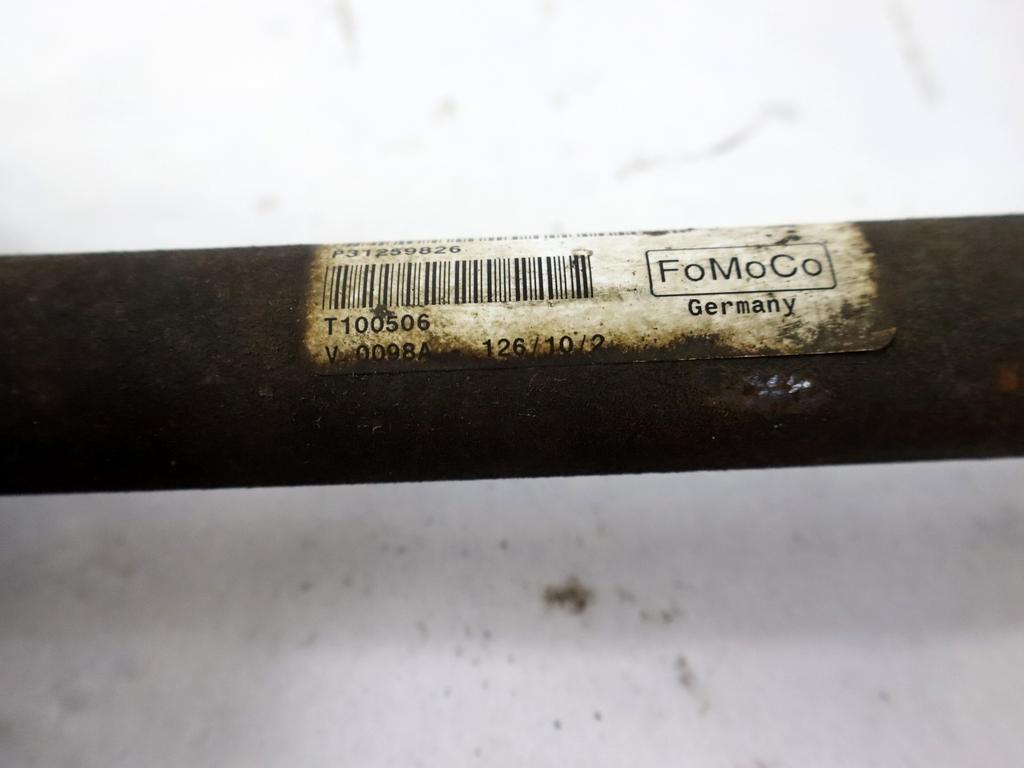 P31259826
FoMoCo
Germany
T100506
V 0098A 126/10/2